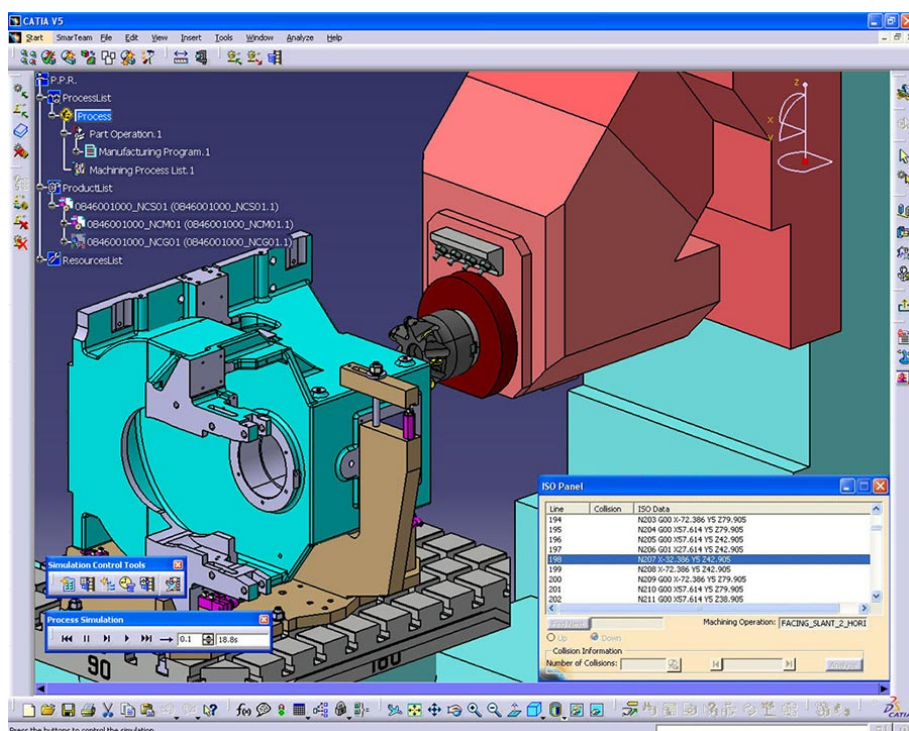 CATIA V5
Start SmarTeam File Edit View Insert Tools Window Analyze Help
P.P.R.
ProcessList
Process
Part Operation.1
Manufacturing Program.1
Machining Process List.1
ProductList
0846001000_NCS01 (0846001000_NCS01.1)
0846001000_NCM01 (0846001000_NCM01.1)
0846001000_NCG01 (0846001000_NCG01.1)
ResourcesList
z
x
y
ISO Panel
Line Collision ISO Data
194 N203 G00 X-72.386 Y5 Z79.905
195 N204 G00 X57.614 Y5 Z79.905
196 N205 G00 X57.614 Y5 Z42.905
197 N206 G01 X27.614 Y5 Z42.905
198 N207 X-32.386 Y5 Z42.905
199 N208 X-72.386 Y5 Z42.905
200 N209 G00 X-72.386 Y5 Z79.905
201 N210 G00 X57.614 Y5 Z79.905
202 N211 G00 X57.614 Y5 Z38.905
Find Next Machining Operation: FACING_SLANT_2_HORI
Up Down
Collision Information
Number of Collisions: Analyze
Simulation Control Tools
Process Simulation
0.1 18.8s
90
180
f(x)
CATIA
Press the buttons to control the simulation